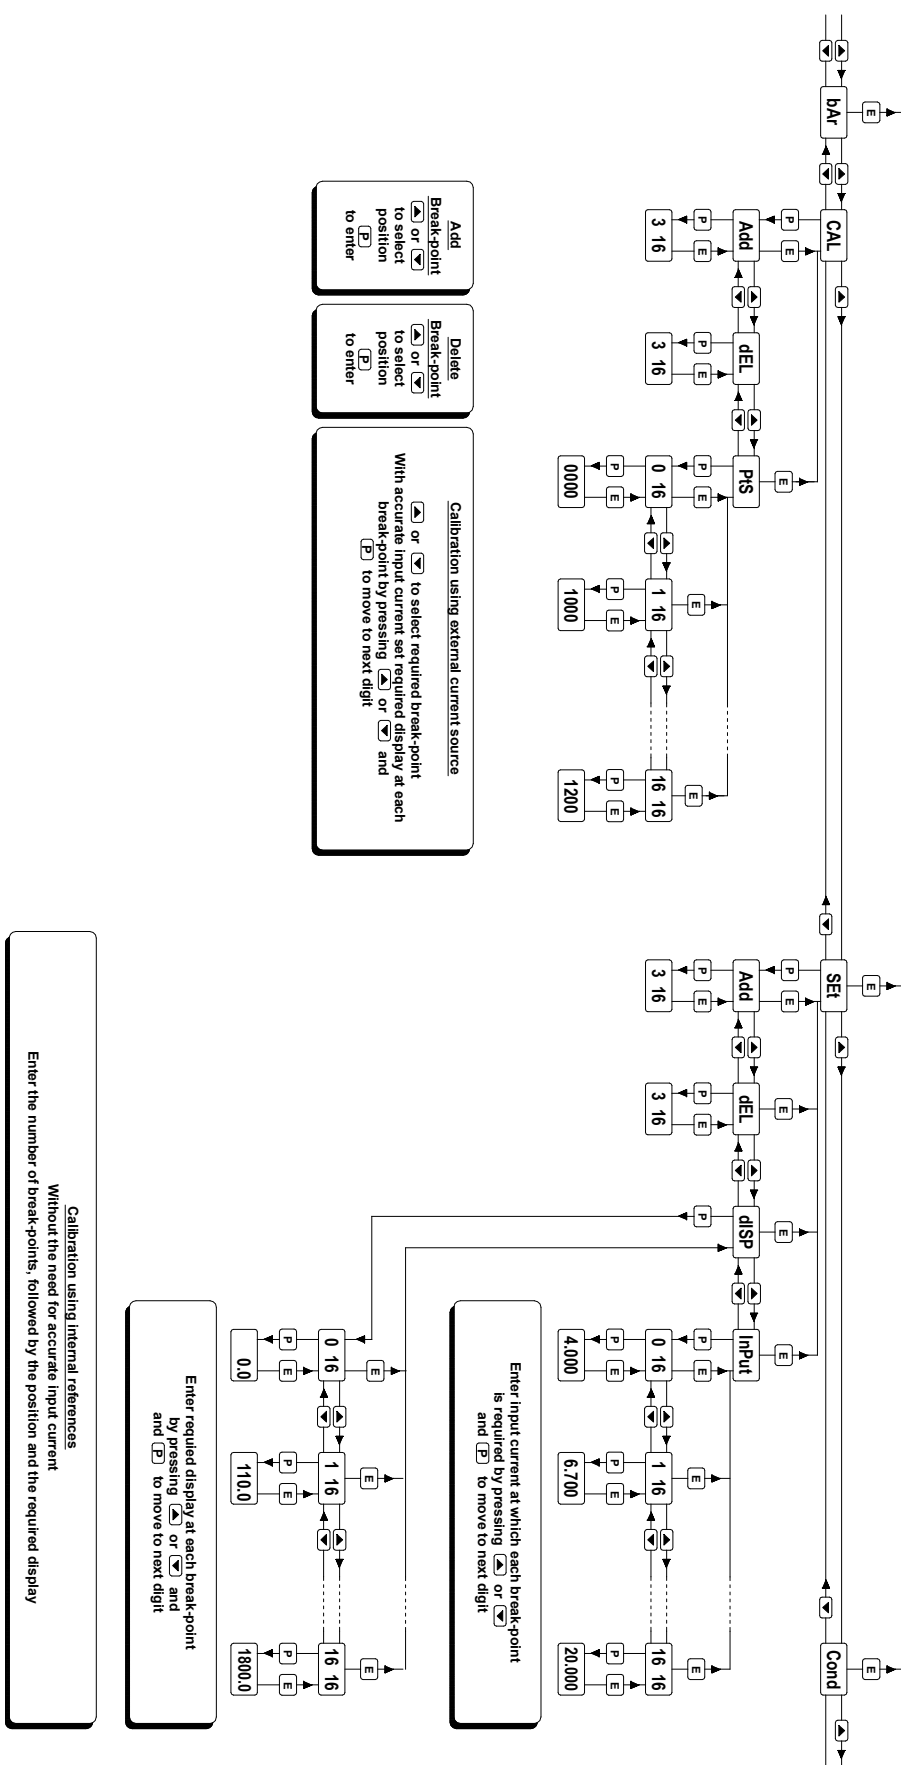 E E E
bAr CAL SEt Cond
P E E P E E E E
Add dEL PtS Add dEL dISP InPut
P E P E P E E E P E P E P P E E E
3 16 3 16 0 16 1 16 16 16 3 16 3 16 0 16 1 16 16 16
P E P E P E P E P E P E
0000 1000 1200 4.000 6.700 20.000
Add
Break-point
▲ or ▼
to select
position
P
to enter
Delete
Break-point
▲ or ▼
to select
position
P
to enter
Calibration using external current source
▲ or ▼ to select required break-point
With accurate input current set required display at each
break-point by pressing ▲ or ▼ and
P to move to next digit
Enter input current at which each break-point
is required by pressing ▲ or ▼
and P to move to next digit
E E E
0 16 1 16 16 16
P E P E P E
0.0 110.0 1800.0
Enter requied display at each break-point
by pressing ▲ or ▼ and
and P to move to next digit
Calibration using internal references
Without the need for accurate input current
Enter the number of break-points, followed by the position and the required display